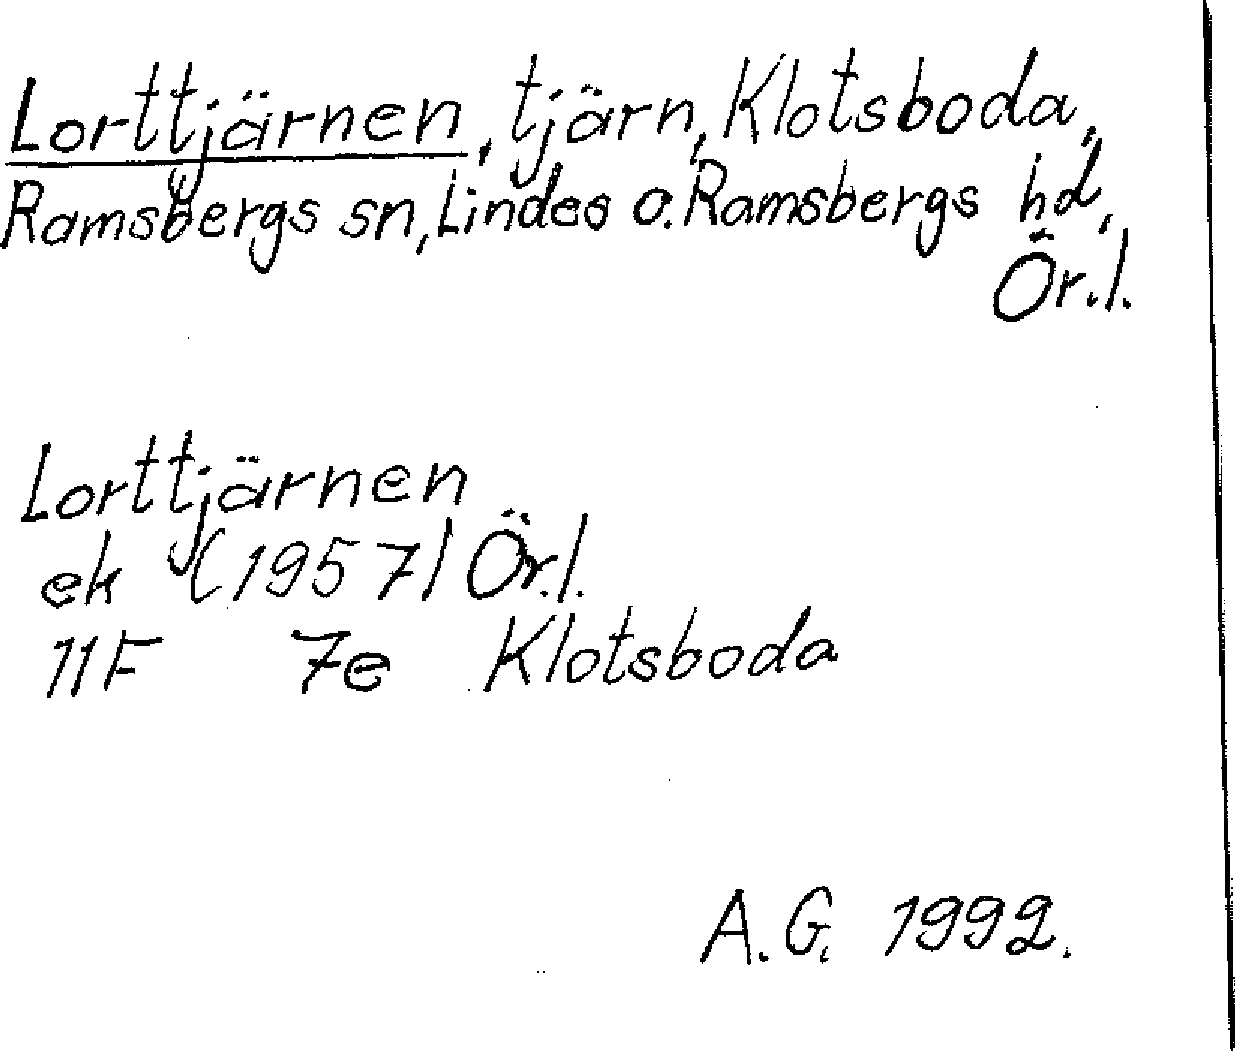 Lorttjärnen, tjärn, Klotsboda,
Ramsbergs sn, Lindes o. Ramsbergs hd,
Ör.l.
Lorttjärnen
ek (1957) Ör.l.
11F 7e Klotsboda
A.G. 1992.